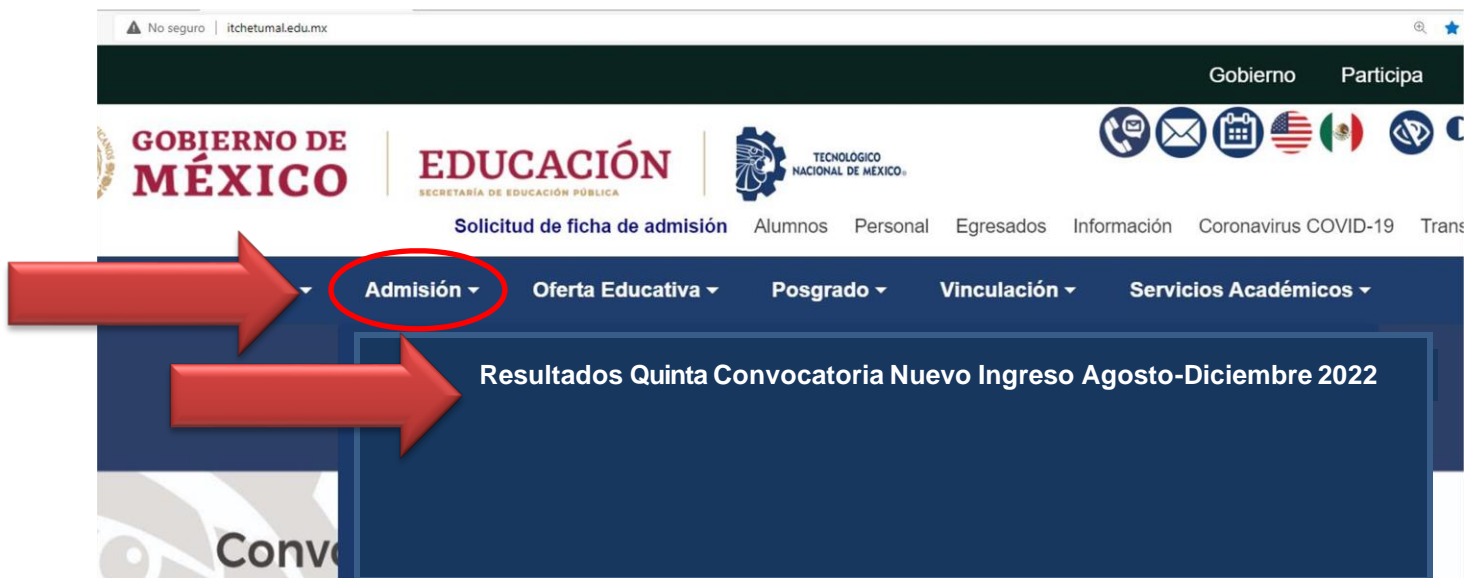 No seguro | itchetumal.edu.mx
Gobierno Participa
GOBIERNO DE
MÉXICO
EDUCACIÓN
SECRETARÍA DE EDUCACIÓN PÚBLICA
TECNOLÓGICO
NACIONAL DE MÉXICO®
Solicitud de ficha de admisión Alumnos Personal Egresados Información Coronavirus COVID-19 Trans
Admisión Oferta Educativa Posgrado Vinculación Servicios Académicos
Resultados Quinta Convocatoria Nuevo Ingreso Agosto-Diciembre 2022
Conv